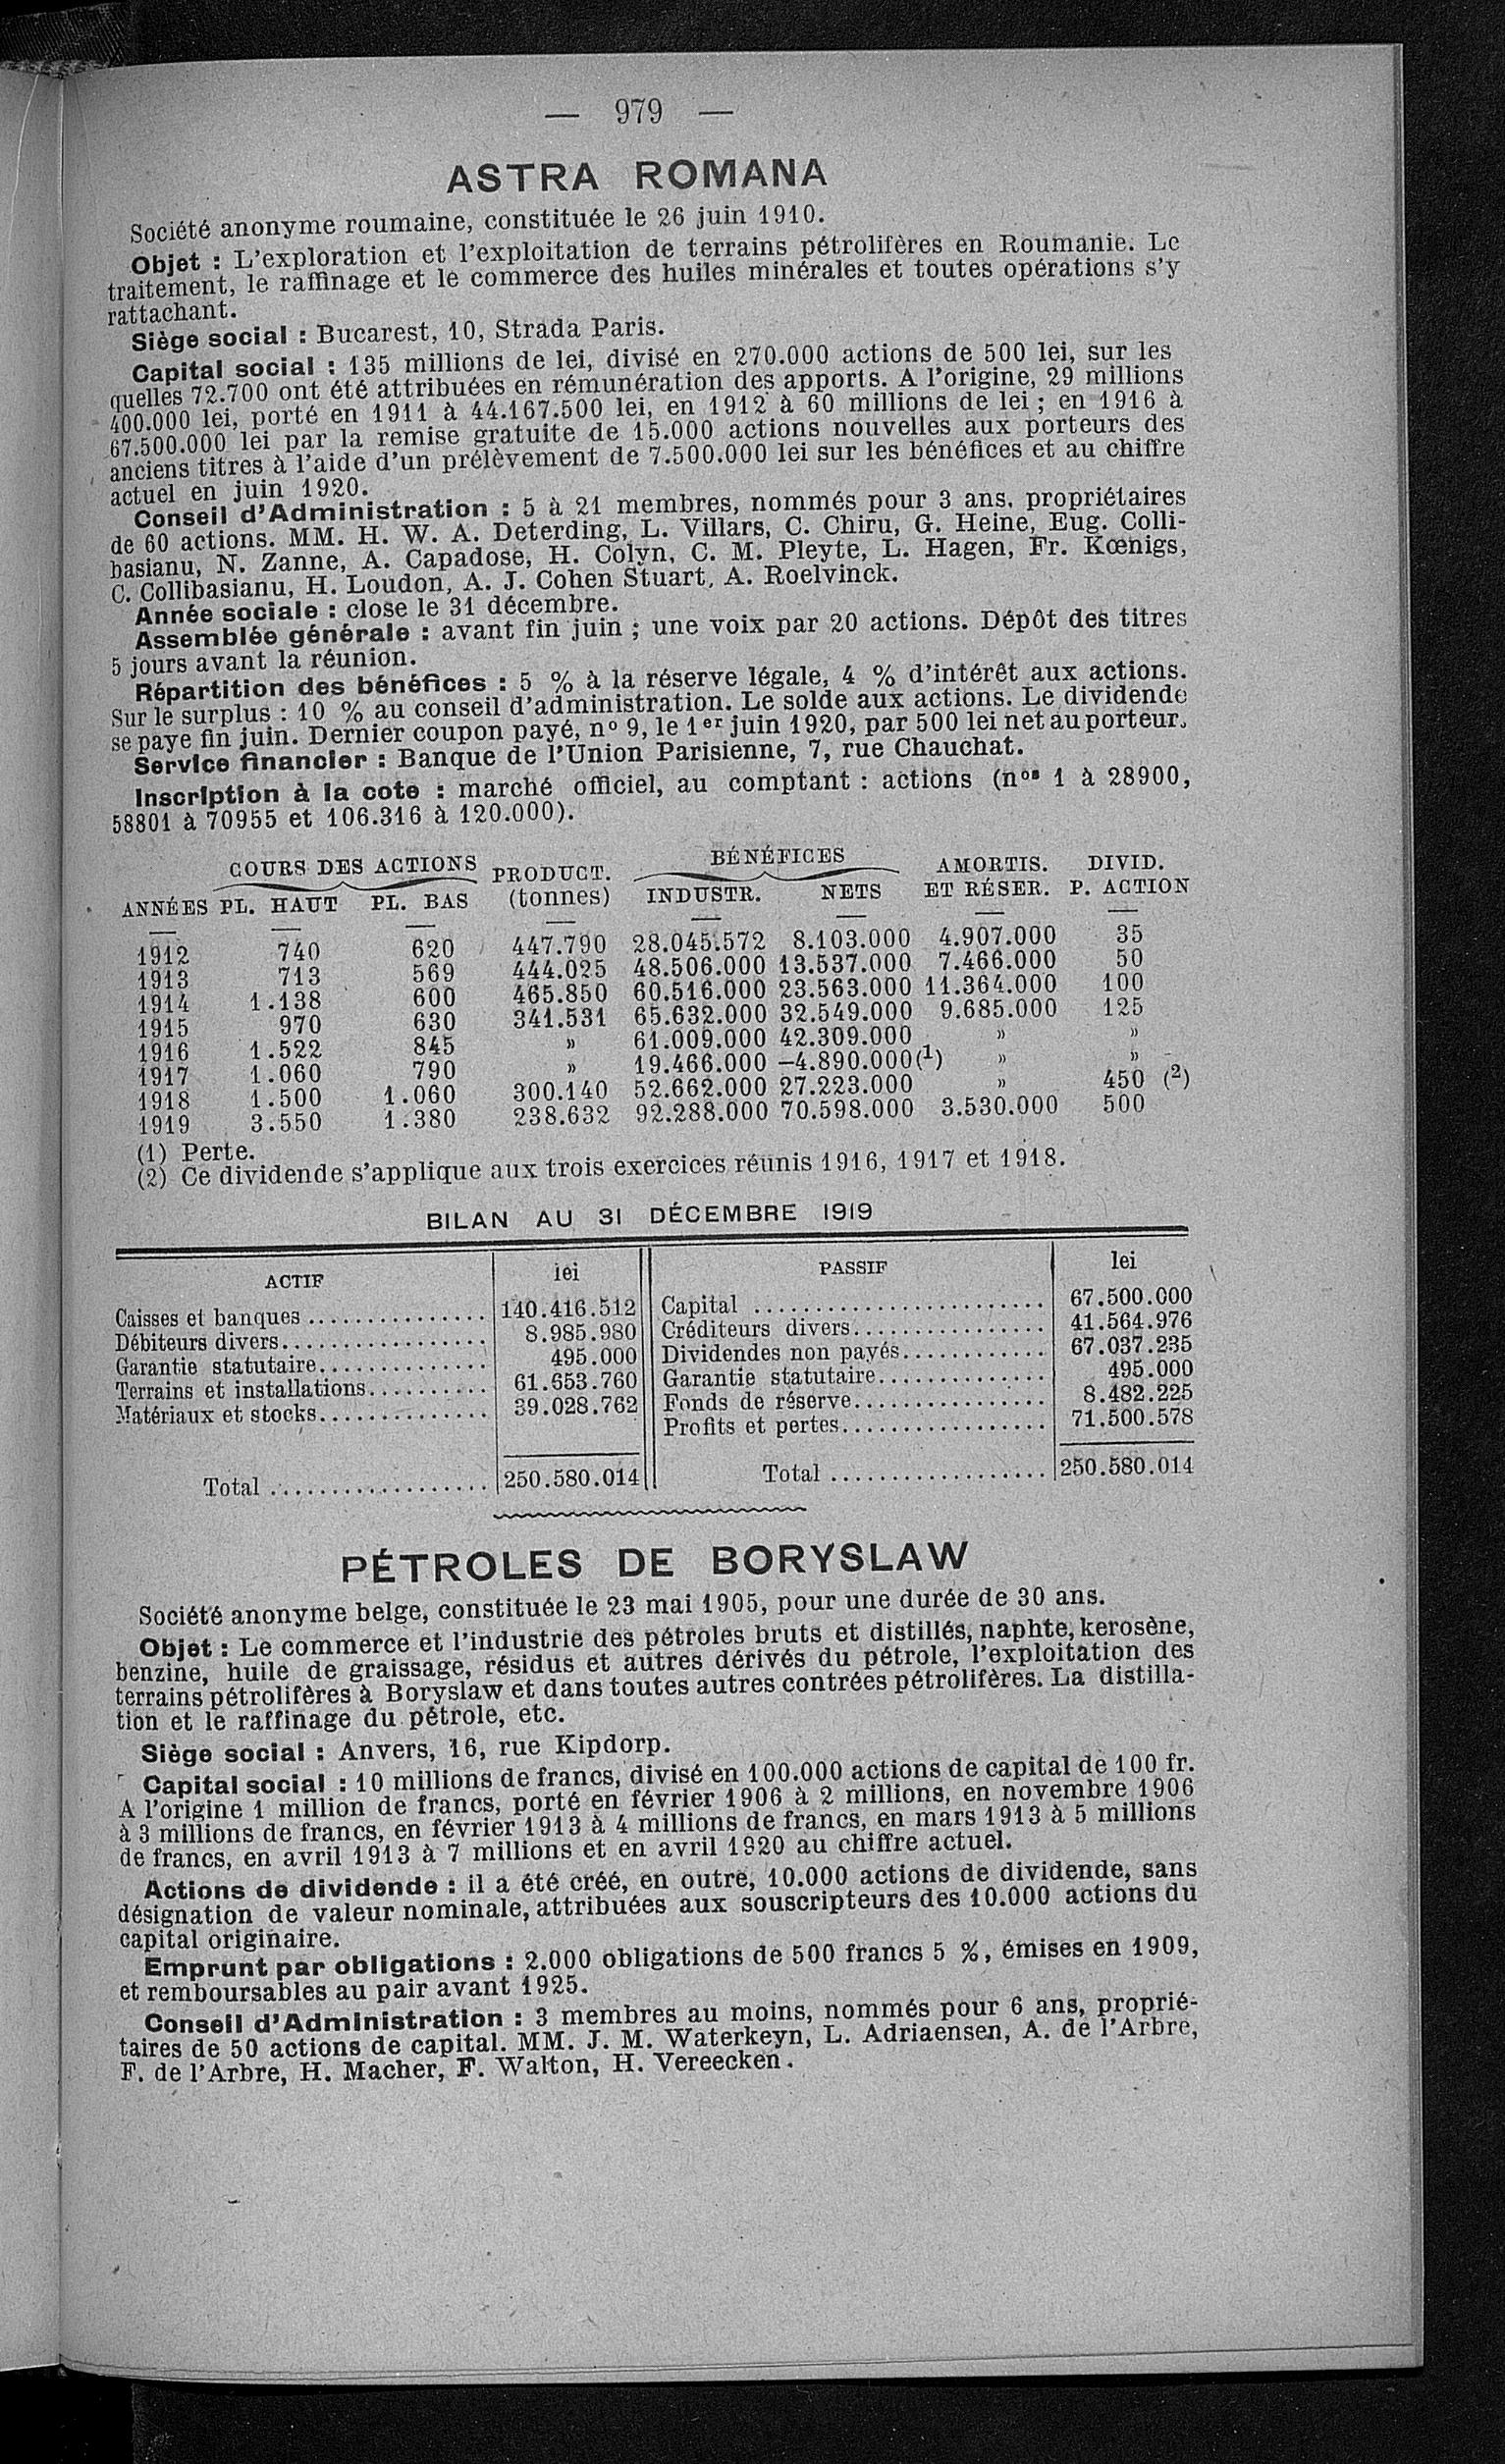 — 979 —
ASTRA ROMANA
Société anonyme roumaine, constituée le 26 juin 1910.
Objet : L'exploration et l'exploitation de terrains pétrolifères en Roumanie. Le
traitement, le raffinage et le commerce des huiles minérales et toutes opérations s'y
rattachant.
Siège social : Bucarest, 10, Strada Paris.
Capital social : 135 millions de lei, divisé en 270.000 actions de 500 lei, sur les
quelles 72.700 ont été attribuées en rémunération des apports. A l'origine, 29 millions
400.000 lei, porté en 1911 à 44.167.500 lei, en 1912 à 60 millions de lei ; en 1916 à
67.500.000 lei par la remise gratuite de 15.000 actions nouvelles aux porteurs des
anciens titres à l'aide d'un prélèvement de 7.500.000 lei sur les bénéfices et au chiffre
actuel en juin 1920.
Conseil d'Administration : 5 à 21 membres, nommés pour 3 ans, propriétaires
de 60 actions. MM. H. W. A. Deterding, L. Villars, C. Chiru, G. Heine, Eug. Colli-
basianu, N. Zanne, A. Capadose, H. Colyn, C. M. Pleyte, L. Hagen, Fr. Kœnigs,
C. Collibasianu, H. Loudon, A. J. Cohen Stuart, A. Roelvinck.
Année sociale : close le 31 décembre.
Assemblée générale : avant fin juin ; une voix par 20 actions. Dépôt des titres
5 jours avant la réunion.
Répartition des bénéfices : 5 % à la réserve légale, 4 % d'intérêt aux actions.
Sur le surplus : 10 % au conseil d'administration. Le solde aux actions. Le dividende
se paye fin juin. Dernier coupon payé, nº 9, le 1er juin 1920, par 500 lei net au porteur.
Service financier : Banque de l'Union Parisienne, 7, rue Chauchat.
Inscription à la cote : marché officiel, au comptant : actions (nos 1 à 28900,
58801 à 70955 et 106.316 à 120.000).
COURS DES ACTIONS PRODUCT. BÉNÉFICES AMORTIS. DIVID.
ANNÉES PL. HAUT PL. BAS (tonnes) INDUSTR. NETS ET RÉSER. P. ACTION
1912 740 620 447.790 28.045.572 8.103.000 4.907.000 35
1913 713 569 444.025 48.506.000 13.537.000 7.466.000 50
1914 1.138 600 465.850 60.516.000 23.563.000 11.364.000 100
1915 970 630 341.531 65.632.000 32.549.000 9.685.000 125
1916 1.522 845 » 61.009.000 42.309.000 » »
1917 1.060 790 » 19.466.000 —4.890.000(1) » »
1918 1.500 1.060 300.140 52.662.000 27.223.000 » 450 (2)
1919 3.550 1.380 238.632 92.288.000 70.598.000 3.530.000 500
(1) Perte.
(2) Ce dividende s'applique aux trois exercices réunis 1916, 1917 et 1918.
BILAN AU 31 DÉCEMBRE 1919
ACTIF lei PASSIF lei
Caisses et banques ............... 140.416.512 Capital ........................ 67.500.000
Débiteurs divers................. 8.985.980 Créditeurs divers................ 41.564.976
Garantie statutaire.............. 495.000 Dividendes non payés............ 67.037.235
Terrains et installations.......... 61.653.760 Garantie statutaire.............. 495.000
Matériaux et stocks.............. 39.028.762 Fonds de réserve................ 8.482.225
Profits et pertes................. 71.500.578
Total .................. 250.580.014 Total .................. 250.580.014
PÉTROLES DE BORYSLAW
Société anonyme belge, constituée le 23 mai 1905, pour une durée de 30 ans.
Objet : Le commerce et l'industrie des pétroles bruts et distillés, naphte, kerosène,
benzine, huile de graissage, résidus et autres dérivés du pétrole, l'exploitation des
terrains pétrolifères à Boryslaw et dans toutes autres contrées pétrolifères. La distilla-
tion et le raffinage du pétrole, etc.
Siège social : Anvers, 16, rue Kipdorp.
Capital social : 10 millions de francs, divisé en 100.000 actions de capital de 100 fr.
A l'origine 1 million de francs, porté en février 1906 à 2 millions, en novembre 1906
à 3 millions de francs, en février 1913 à 4 millions de francs, en mars 1913 à 5 millions
de francs, en avril 1913 à 7 millions et en avril 1920 au chiffre actuel.
Actions de dividende : il a été créé, en outre, 10.000 actions de dividende, sans
désignation de valeur nominale, attribuées aux souscripteurs des 10.000 actions du
capital originaire.
Emprunt par obligations : 2.000 obligations de 500 francs 5 %, émises en 1909,
et remboursables au pair avant 1925.
Conseil d'Administration : 3 membres au moins, nommés pour 6 ans, proprié-
taires de 50 actions de capital. MM. J. M. Waterkeyn, L. Adriaensen, A. de l'Arbre,
F. de l'Arbre, H. Macher, F. Walton, H. Vereecken.